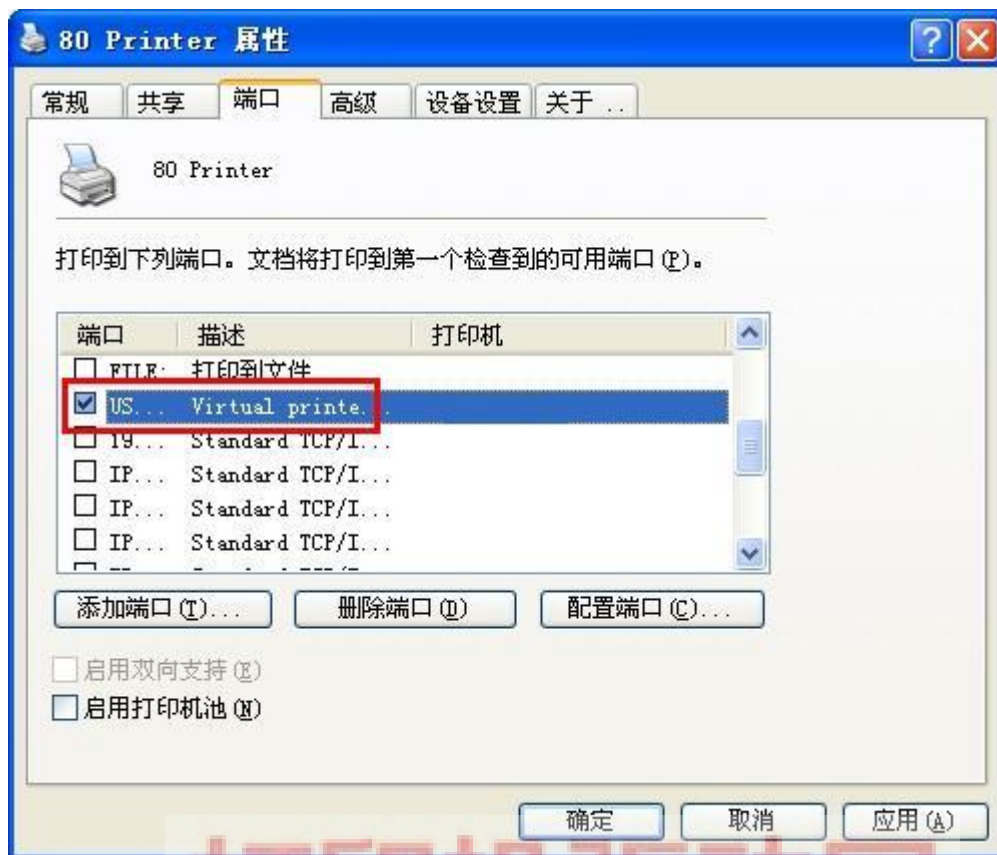 80 Printer 属性
常规 共享 端口 高级 设备设置 关于 ..
80 Printer
打印到下列端口。文档将打印到第一个检查到的可用端口(P)。
端口 描述 打印机
FILE: 打印到文件
US... Virtual printe...
19... Standard TCP/I...
IP... Standard TCP/I...
IP... Standard TCP/I...
IP... Standard TCP/I...
添加端口(T)... 删除端口(D) 配置端口(C)...
启用双向支持(E)
启用打印机池(N)
确定 取消 应用(A)